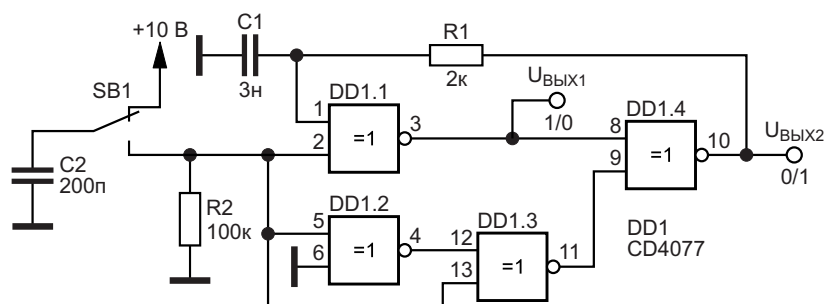 C1
+10 В
R1
SB1
3н
2к
UВЫХ1
DD1.1
DD1.4
1
=1
3
1/0
8
=1
10
UВЫХ2
2
9
0/1
C2
200п
R2
100к
DD1.2
5
=1
4
DD1.3
6
12
=1
11
13
DD1
CD4077